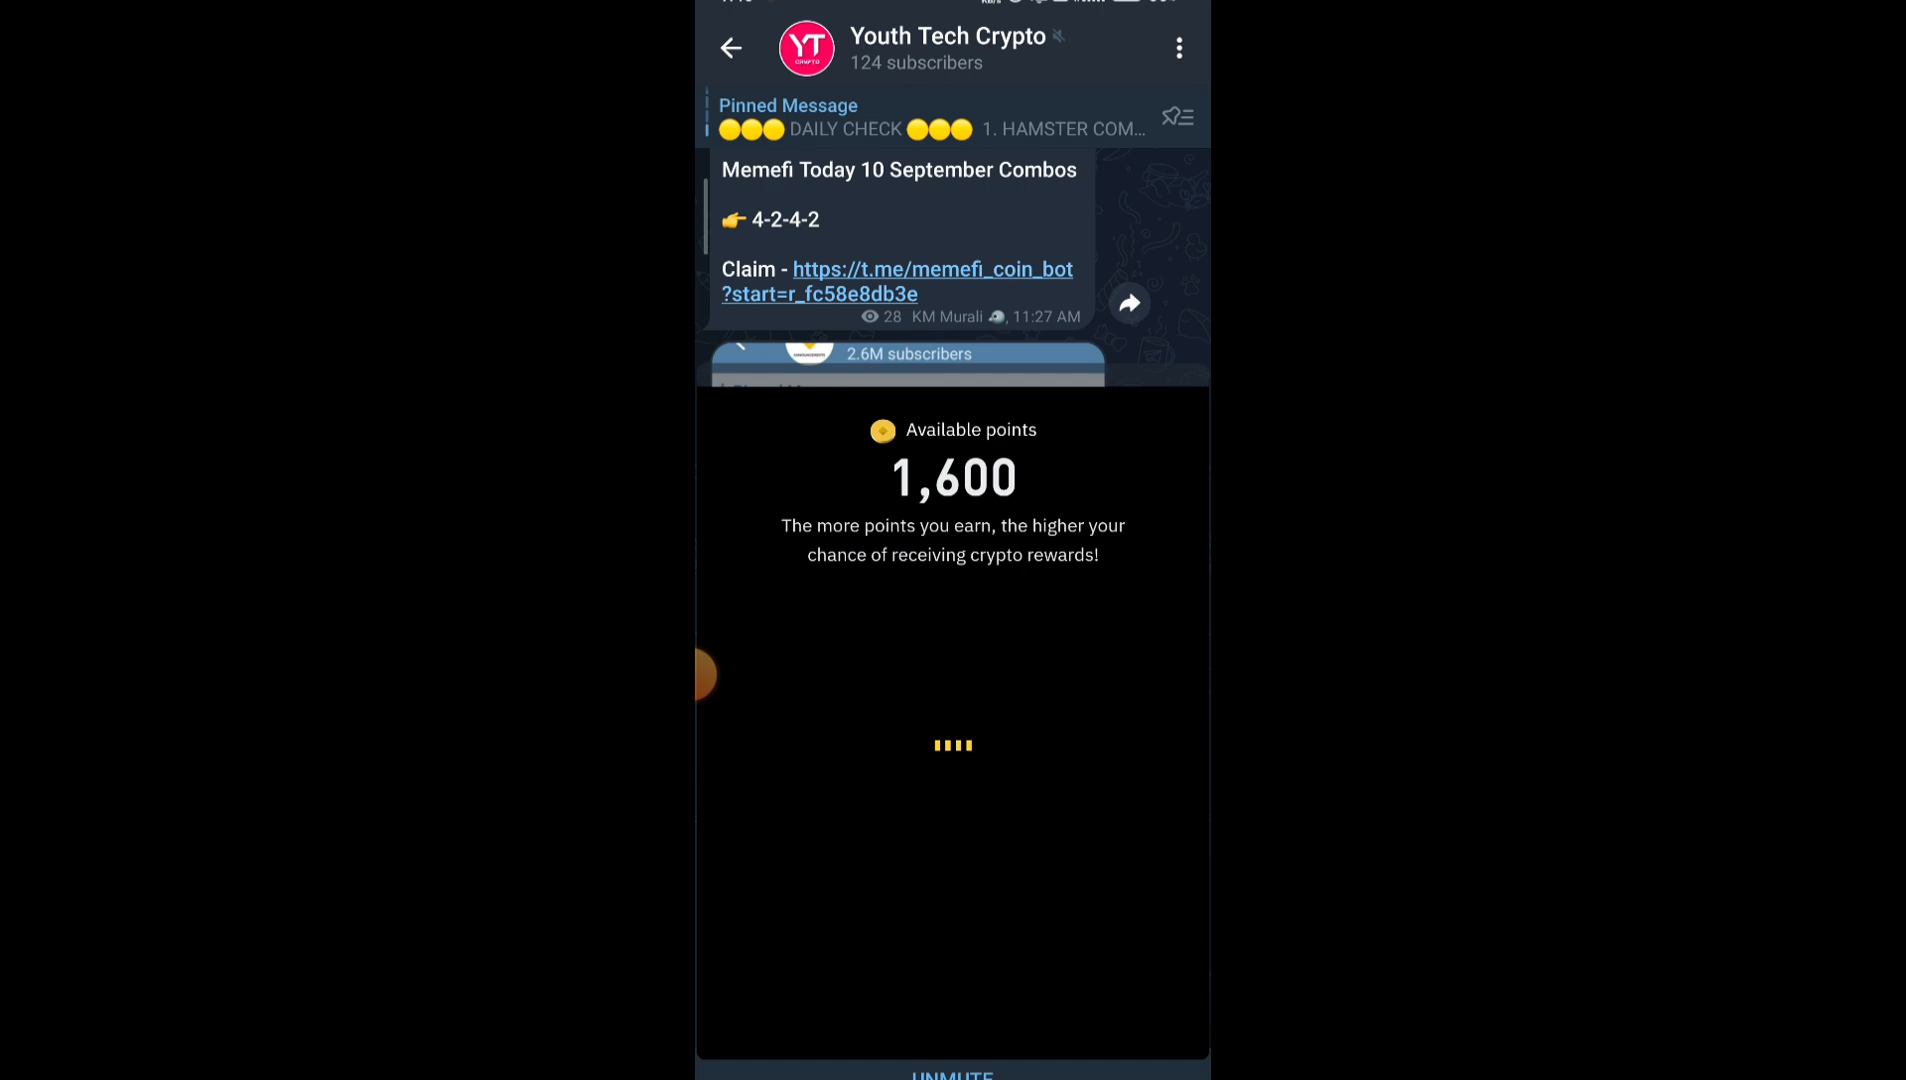 Youth Tech Crypto
YT
CRYPTO
124 subscribers
Pinned Message
DAILY CHECK 1. HAMSTER COM...
Memefi Today 10 September Combos
👉 4-2-4-2
Claim - https://t.me/memefi_coin_bot
?start=r_fc58e8db3e
28 KM Murali , 11:27 AM
2.6M subscribers
Available points
1,600
The more points you earn, the higher your
chance of receiving crypto rewards!
UNMUTE